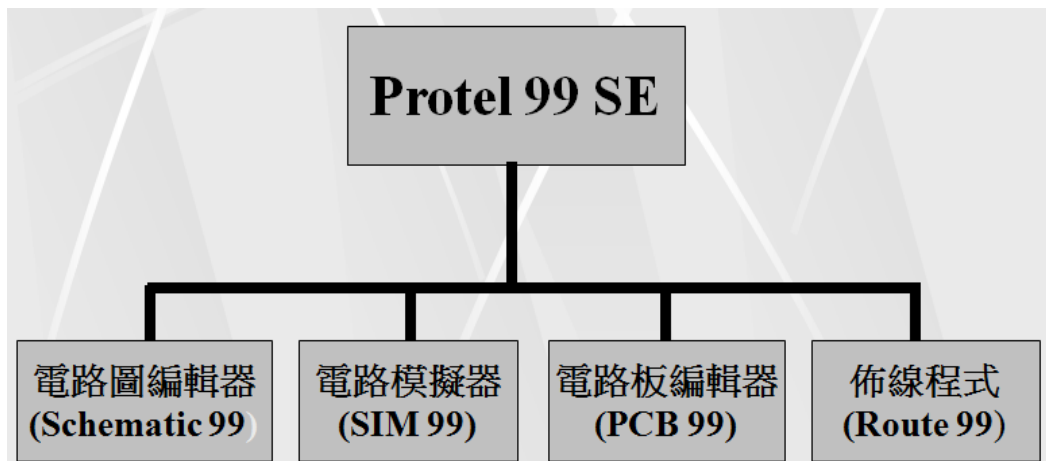 Protel 99 SE
電路圖編輯器
(Schematic 99)
電路模擬器
(SIM 99)
電路板編輯器
(PCB 99)
佈線程式
(Route 99)